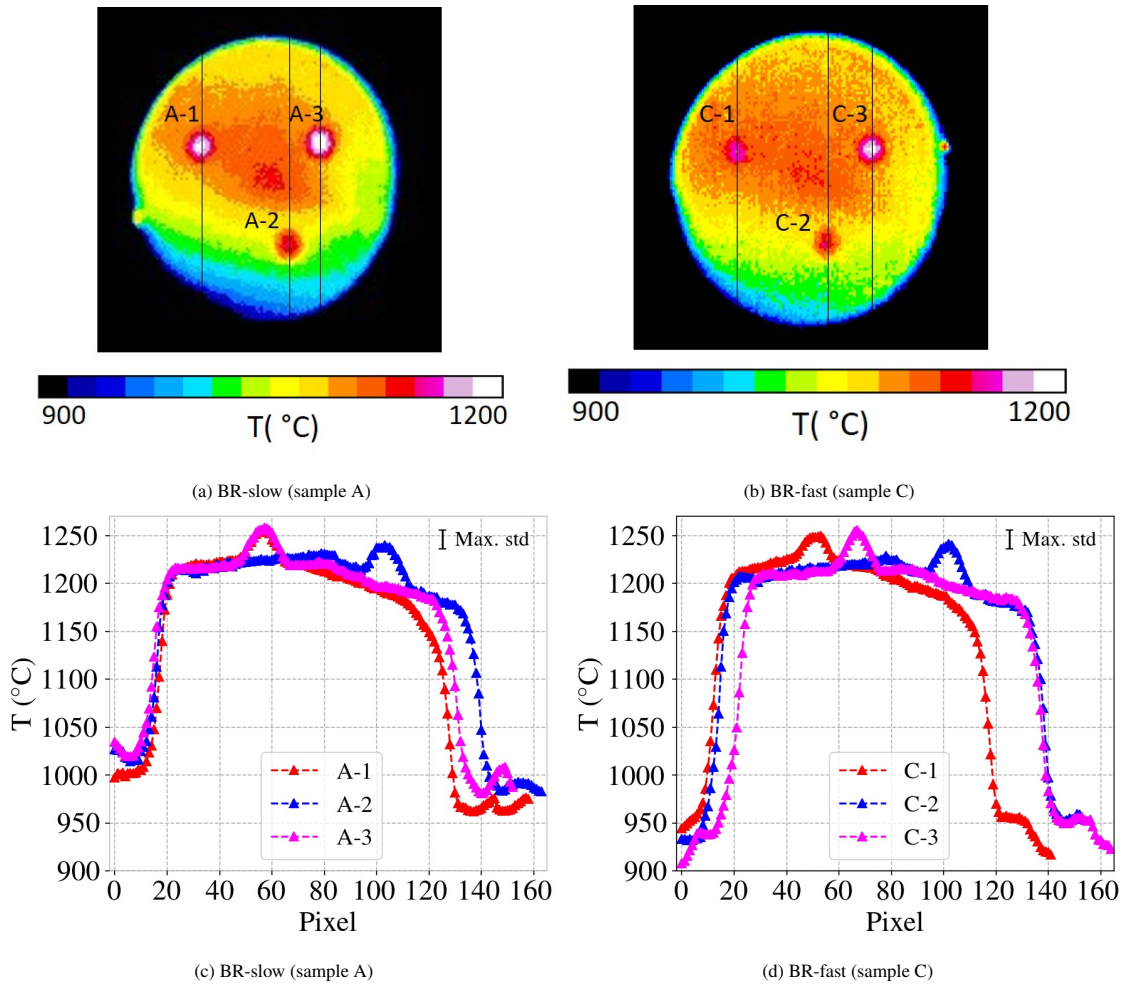 A-1
A-3
A-2
C-1
C-3
C-2
900
1200
T( °C)
900
1200
T( °C)
(a) BR-slow (sample A)
(b) BR-fast (sample C)
1250
1200
1150
1100
1050
1000
950
900
T (°C)
Max. std
A-1
A-2
A-3
0 20 40 60 80 100 120 140 160
Pixel
1250
1200
1150
1100
1050
1000
950
900
T (°C)
Max. std
C-1
C-2
C-3
0 20 40 60 80 100 120 140 160
Pixel
(c) BR-slow (sample A)
(d) BR-fast (sample C)